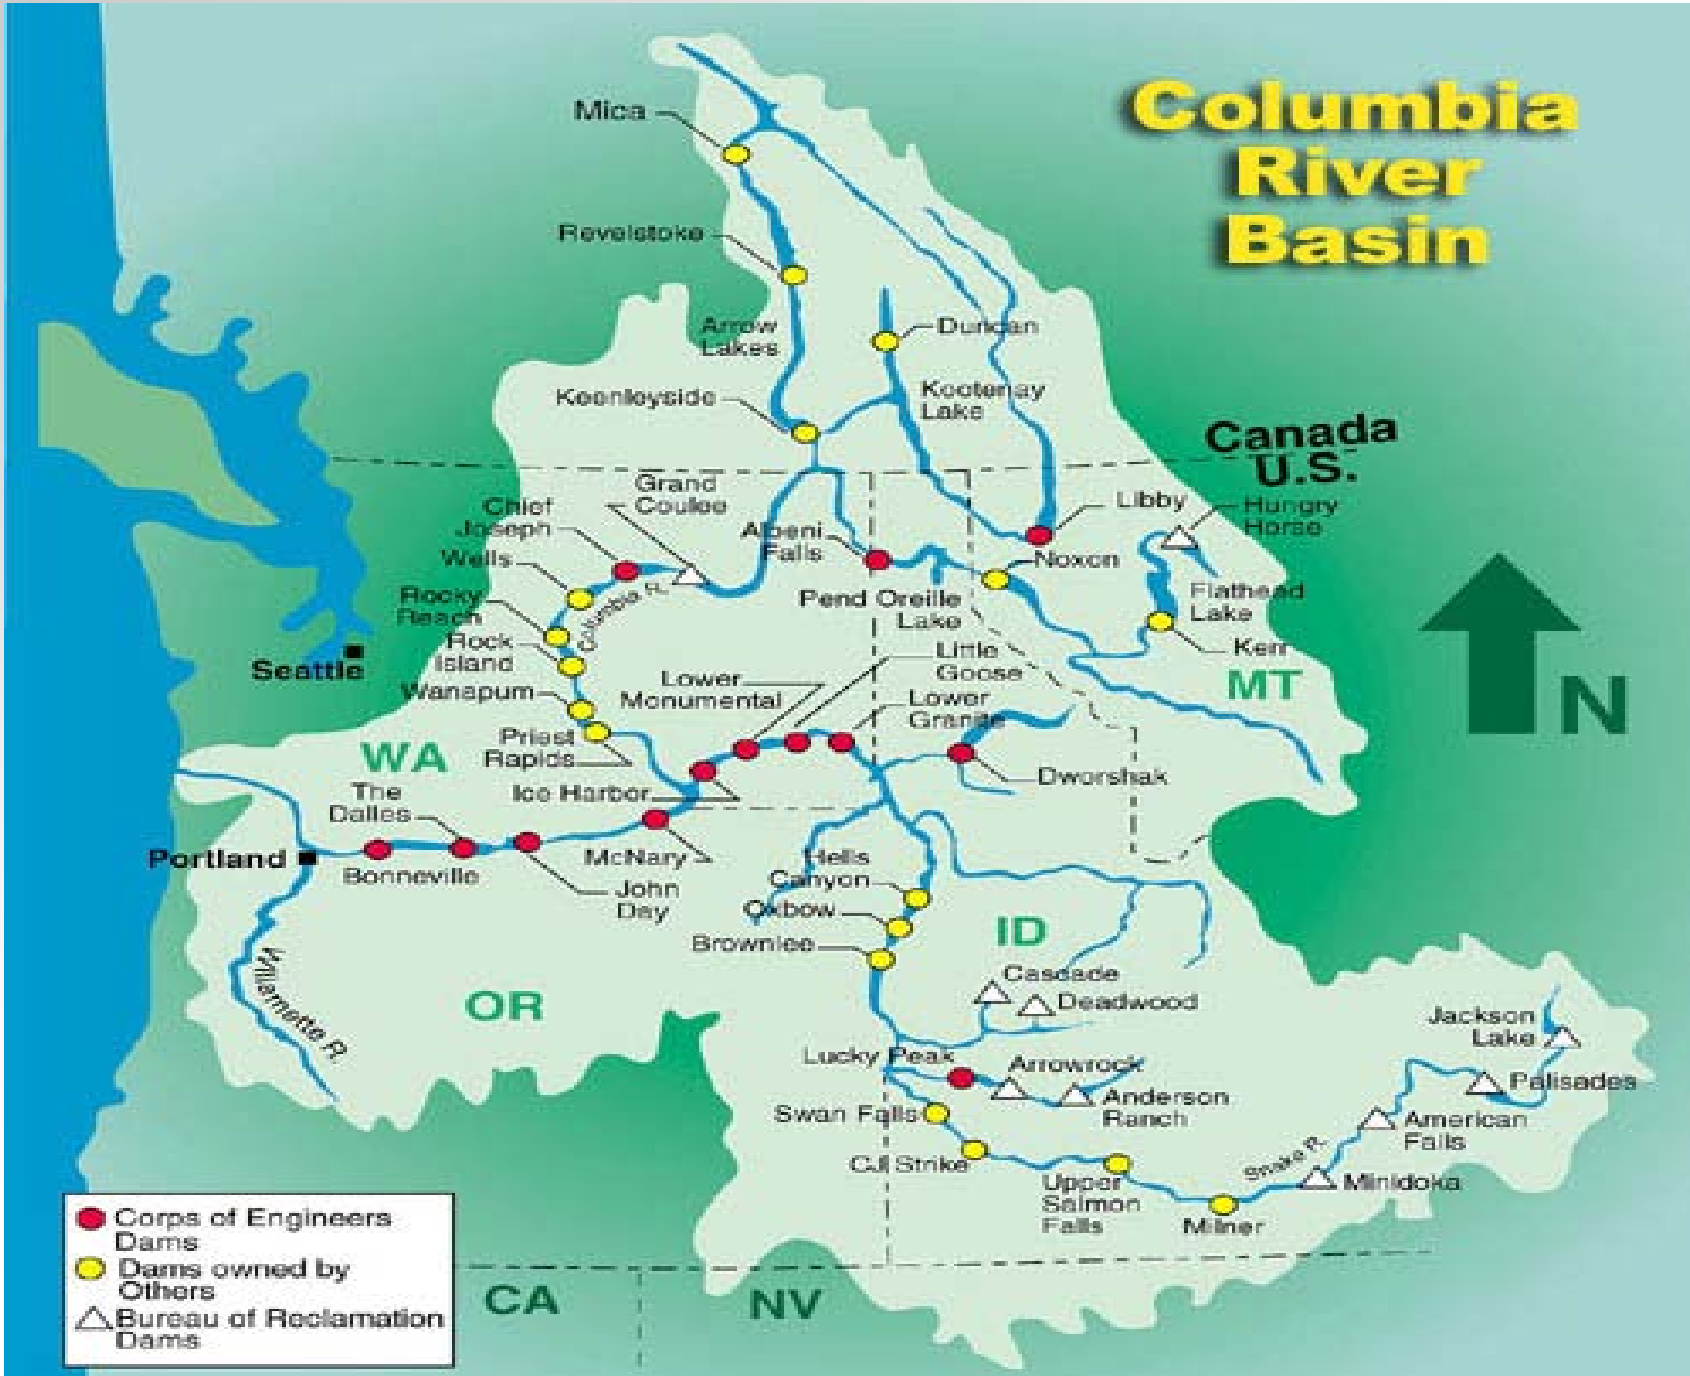 Columbia
River
Basin
Mica
Revelstoke
Arrow
Lakes
Duncan
Keenleyside
Kootenay
Lake
Canada
U.S.
Grand
Coulee
Chief
Joseph
Libby
Hungry
Horse
Albeni
Falls
Wells
Noxon
Rocky
Reach
Columbia R.
Pend Oreille
Lake
Flathead
Lake
Rock
Island
Kerr
Seattle
Little
Goose
Lower
Monumental
MT
N
Wanapum
Lower
Granite
Priest
Rapids
WA
Dworshak
Ice Harbor
The
Dalles
Portland
McNary
Bonneville
John
Day
Hells
Canyon
Oxbow
Brownlee
ID
Willamette R.
OR
Cascade
Deadwood
Jackson
Lake
Lucky Peak
Arrowrock
Palisades
Anderson
Ranch
Swan Falls
American
Falls
CJ Strike
Snake R.
Upper
Salmon
Falls
Minidoka
Milner
Corps of Engineers
Dams
Dams owned by
Others
Bureau of Reclamation
Dams
CA
NV